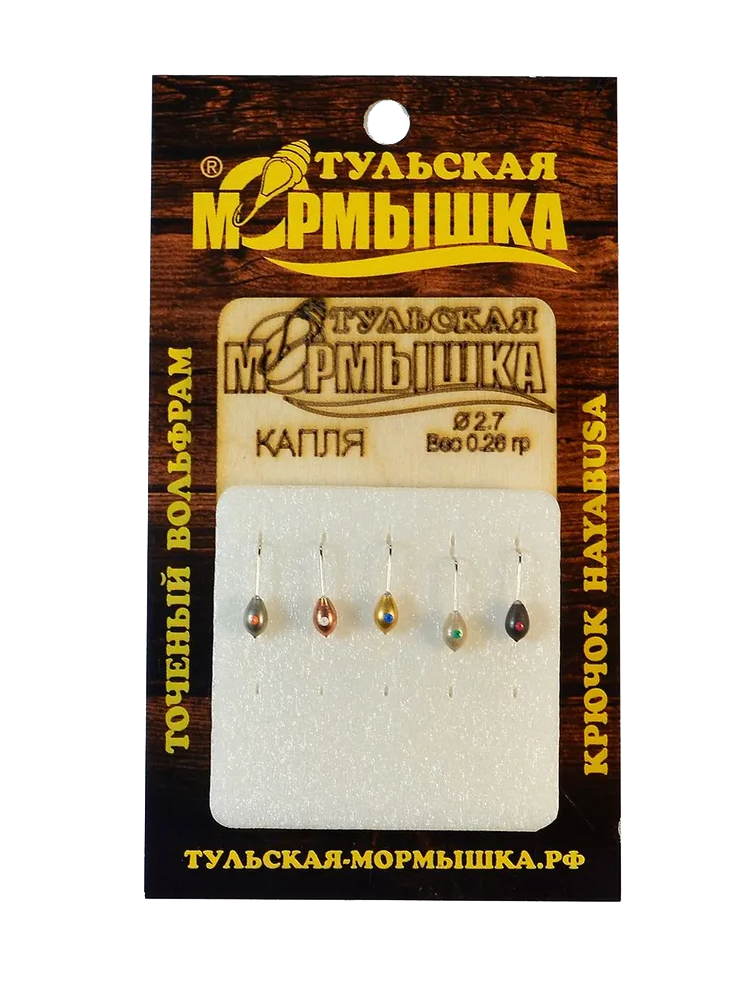 ® ТУЛЬСКАЯ
МОРМЫШКА
ТУЛЬСКАЯ
МОРМЫШКА
КАПЛЯ
Ø 2.7
Вес 0.26 гр
ТОЧЕНЫЙ ВОЛЬФРАМ
КРЮЧОК HAYABUSA
ТУЛЬСКАЯ-МОРМЫШКА.РФ